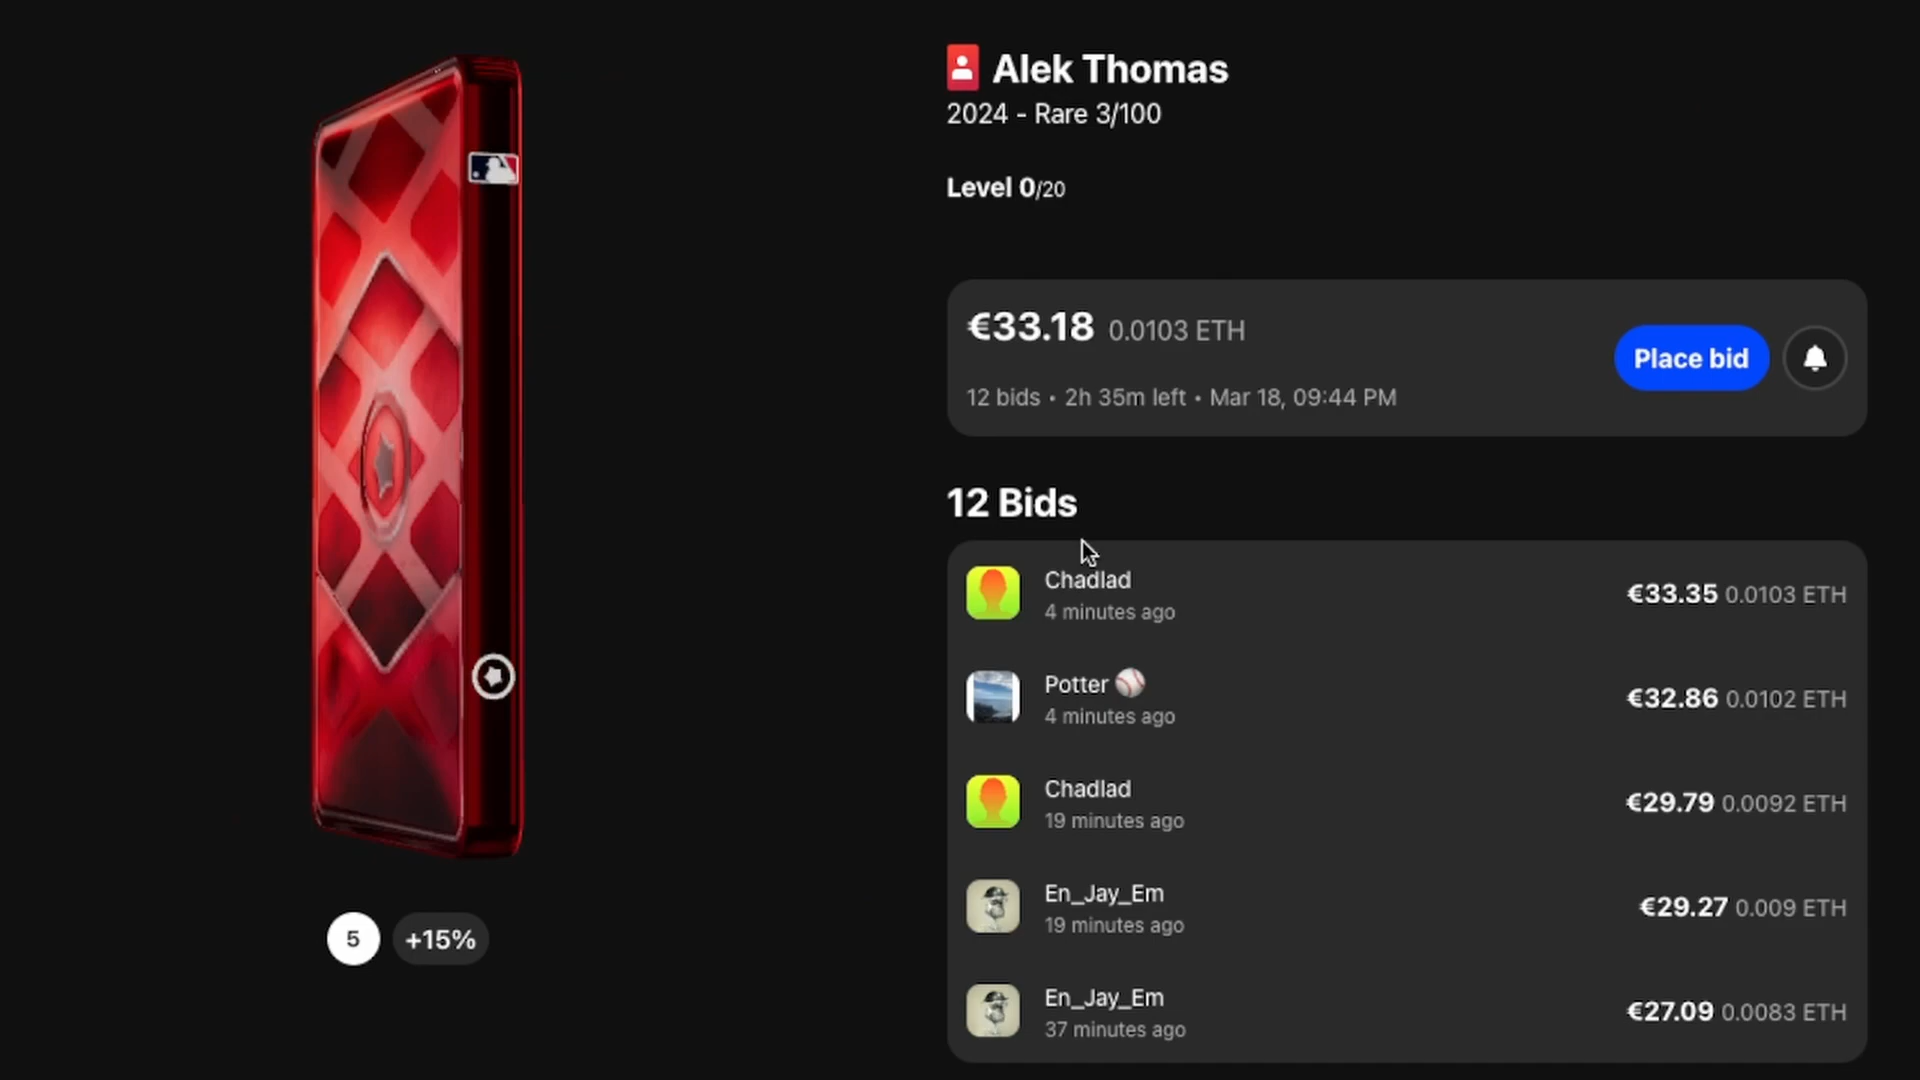 Alek Thomas
2024 - Rare 3/100
Level 0/20
€33.18 0.0103 ETH
12 bids • 2h 35m left • Mar 18, 09:44 PM
Place bid
12 Bids
Chadlad
4 minutes ago
€33.35 0.0103 ETH
Potter ⚾
4 minutes ago
€32.86 0.0102 ETH
Chadlad
19 minutes ago
€29.79 0.0092 ETH
En_Jay_Em
19 minutes ago
€29.27 0.009 ETH
En_Jay_Em
37 minutes ago
€27.09 0.0083 ETH
5
+15%